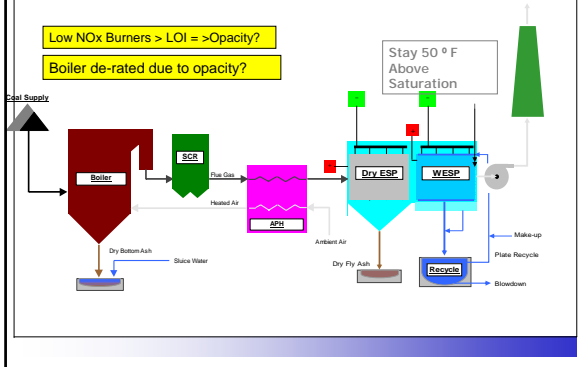 Low NOx Burners > LOI = >Opacity?
Boiler de-rated due to opacity?
Stay 50 º F
Above
Saturation
Coal Supply
SCR
Boiler
Flue Gas
Dry ESP
WESP
Heated Air
APH
Ambient Air
Make-up
Dry Bottom Ash
Plate Recycle
Sluice Water
Dry Fly Ash
Recycle
Blowdown